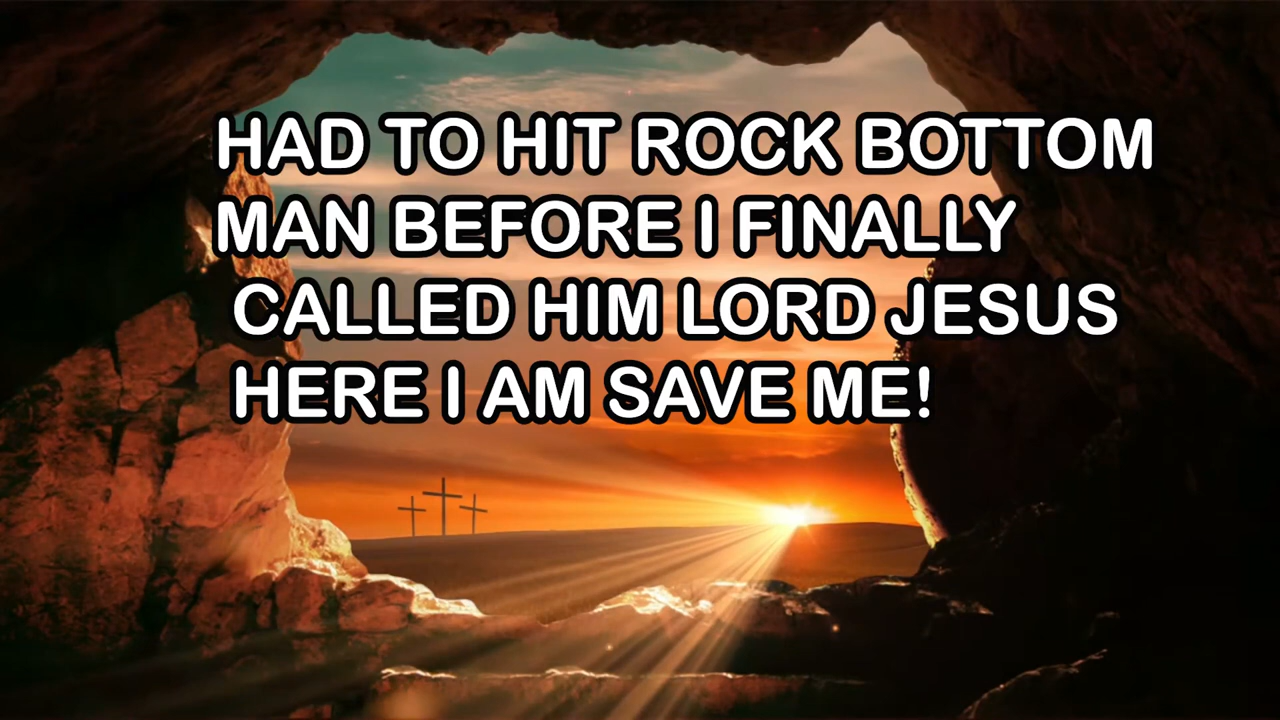 HAD TO HIT ROCK BOTTOM
MAN BEFORE I FINALLY
CALLED HIM LORD JESUS
HERE I AM SAVE ME!